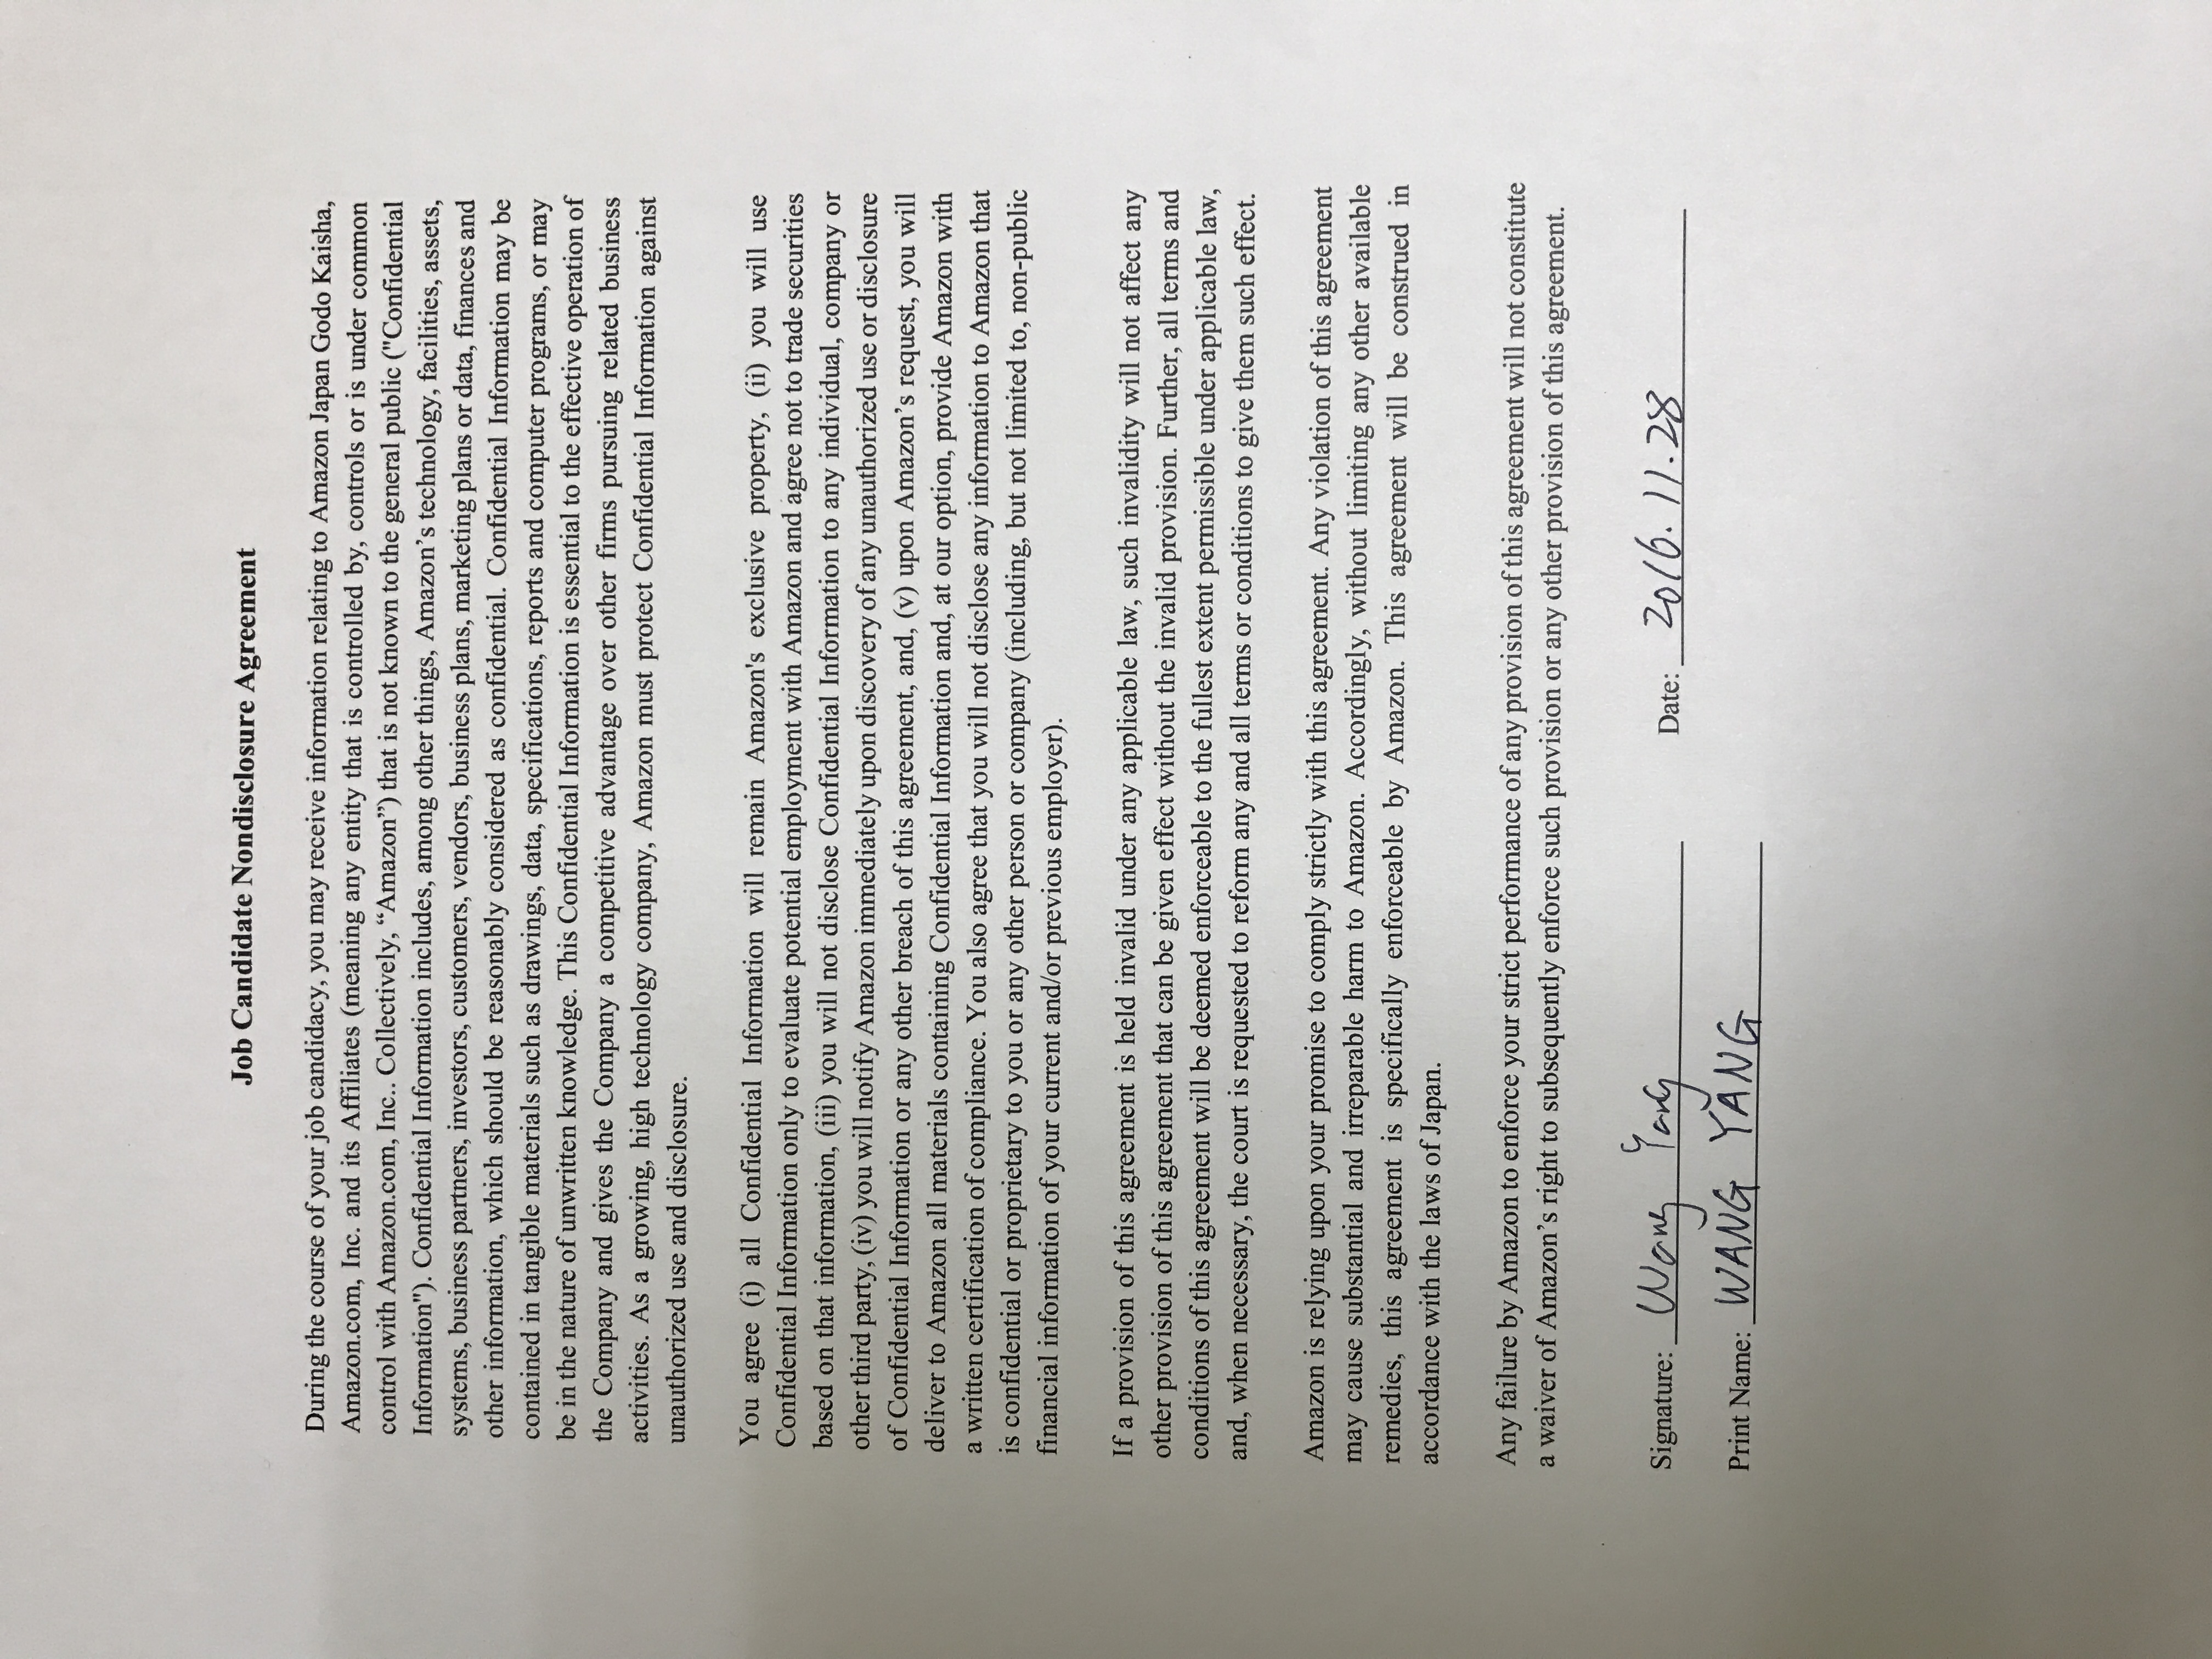 Job Candidate Nondisclosure Agreement
During the course of your job candidacy, you may receive information relating to Amazon Japan Godo Kaisha,
Amazon.com, Inc. and its Affiliates (meaning any entity that is controlled by, controls or is under common
control with Amazon.com, Inc.. Collectively, “Amazon”) that is not known to the general public ("Confidential
Information"). Confidential Information includes, among other things, Amazon’s technology, facilities, assets,
systems, business partners, investors, customers, vendors, business plans, marketing plans or data, finances and
other information, which should be reasonably considered as confidential. Confidential Information may be
contained in tangible materials such as drawings, data, specifications, reports and computer programs, or may
be in the nature of unwritten knowledge. This Confidential Information is essential to the effective operation of
the Company and gives the Company a competitive advantage over other firms pursuing related business
activities. As a growing, high technology company, Amazon must protect Confidential Information against
unauthorized use and disclosure.
You agree (i) all Confidential Information will remain Amazon's exclusive property, (ii) you will use
Confidential Information only to evaluate potential employment with Amazon and agree not to trade securities
based on that information, (iii) you will not disclose Confidential Information to any individual, company or
other third party, (iv) you will notify Amazon immediately upon discovery of any unauthorized use or disclosure
of Confidential Information or any other breach of this agreement, and, (v) upon Amazon’s request, you will
deliver to Amazon all materials containing Confidential Information and, at our option, provide Amazon with
a written certification of compliance. You also agree that you will not disclose any information to Amazon that
is confidential or proprietary to you or any other person or company (including, but not limited to, non-public
financial information of your current and/or previous employer).
If a provision of this agreement is held invalid under any applicable law, such invalidity will not affect any
other provision of this agreement that can be given effect without the invalid provision. Further, all terms and
conditions of this agreement will be deemed enforceable to the fullest extent permissible under applicable law,
and, when necessary, the court is requested to reform any and all terms or conditions to give them such effect.
Amazon is relying upon your promise to comply strictly with this agreement. Any violation of this agreement
may cause substantial and irreparable harm to Amazon. Accordingly, without limiting any other available
remedies, this agreement is specifically enforceable by Amazon. This agreement will be construed in
accordance with the laws of Japan.
Any failure by Amazon to enforce your strict performance of any provision of this agreement will not constitute
a waiver of Amazon’s right to subsequently enforce such provision or any other provision of this agreement.
Signature: Wang Yang Date: 2016.11.28
Print Name: WANG YANG